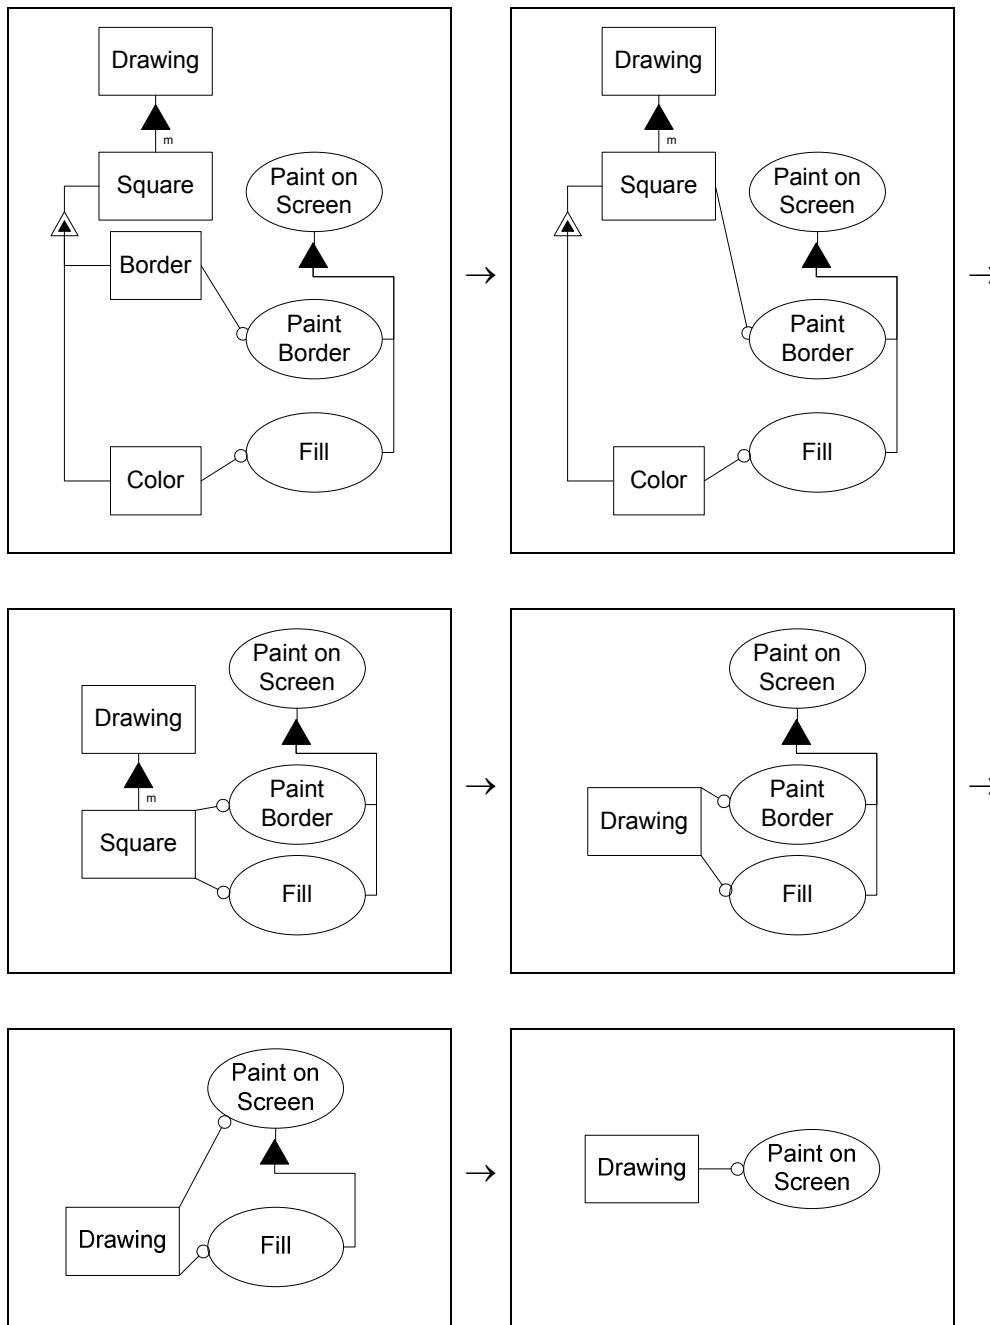 Drawing
m
Square
Paint on
Screen
Border
Paint
Border
Fill
Color
→
Drawing
m
Square
Paint on
Screen
Paint
Border
Fill
Color
→
Paint on
Screen
Drawing
m
Paint
Border
Square
Fill
→
Paint on
Screen
Paint
Border
Drawing
Fill
→
Paint on
Screen
Drawing
Fill
→
Drawing
Paint on
Screen